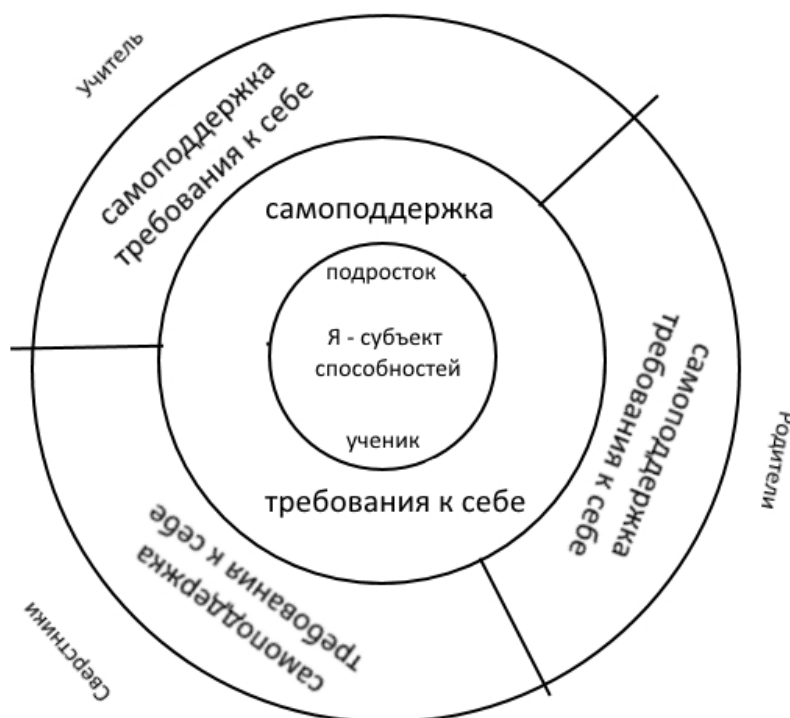 Учитель
самоподдержка
требования к себе
самоподдержка
подросток
Я - субъект
способностей
ученик
требования к себе
самоподдержка
требования к себе
Родители
самоподдержка
требования к себе
Сверстники